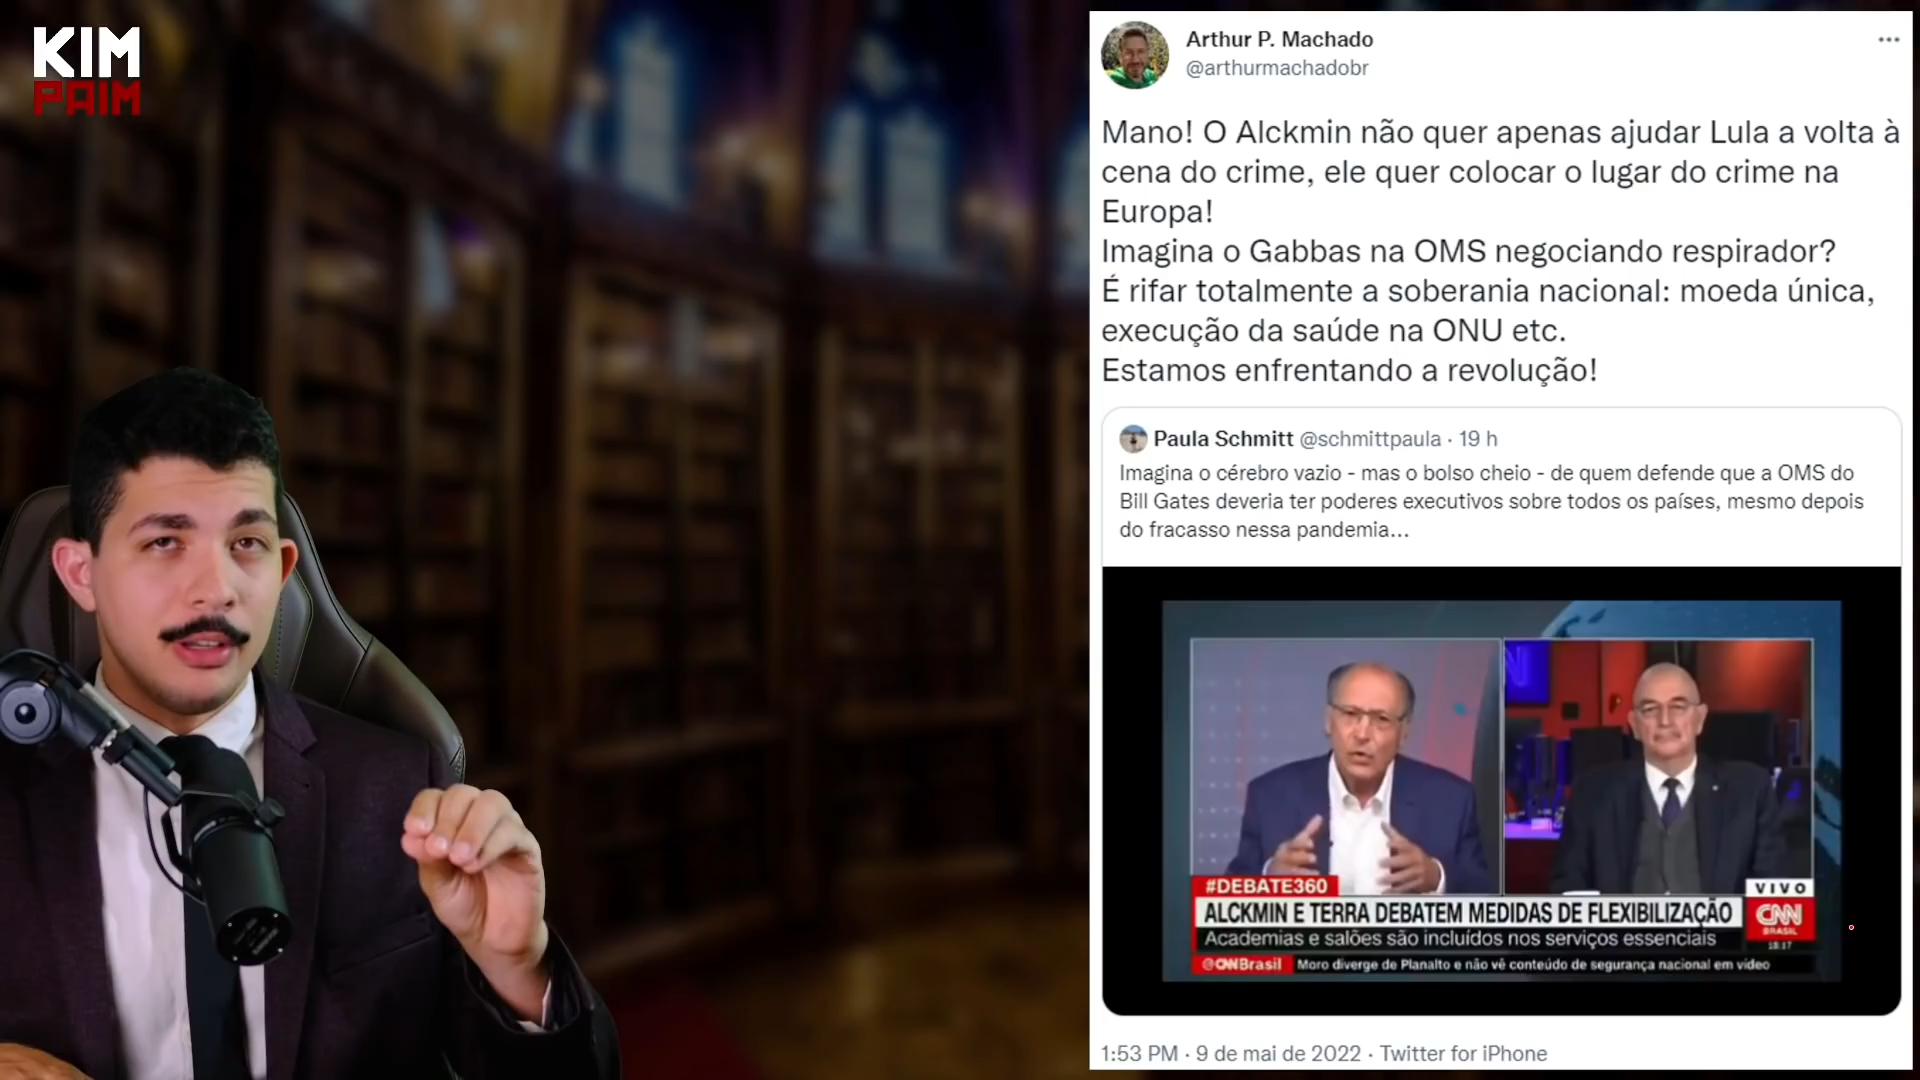 KIM
PAIM
Arthur P. Machado
@arthurmachadobr
Mano! O Alckmin não quer apenas ajudar Lula a volta à
cena do crime, ele quer colocar o lugar do crime na
Europa!
Imagina o Gabbas na OMS negociando respirador?
É rifar totalmente a soberania nacional: moeda única,
execução da saúde na ONU etc.
Estamos enfrentando a revolução!
Paula Schmitt @schmittpaula · 19 h
Imagina o cérebro vazio - mas o bolso cheio - de quem defende que a OMS do
Bill Gates deveria ter poderes executivos sobre todos os países, mesmo depois
do fracasso nessa pandemia...
#DEBATE360
VIVO
ALCKMIN E TERRA DEBATEM MEDIDAS DE FLEXIBILIZAÇÃO
Academias e salões são incluídos nos serviços essenciais
CNN
BRASIL
18:17
@CNNBrasil Moro diverge de Planalto e não vê conteúdo de segurança nacional em vídeo
1:53 PM · 9 de mai de 2022 · Twitter for iPhone